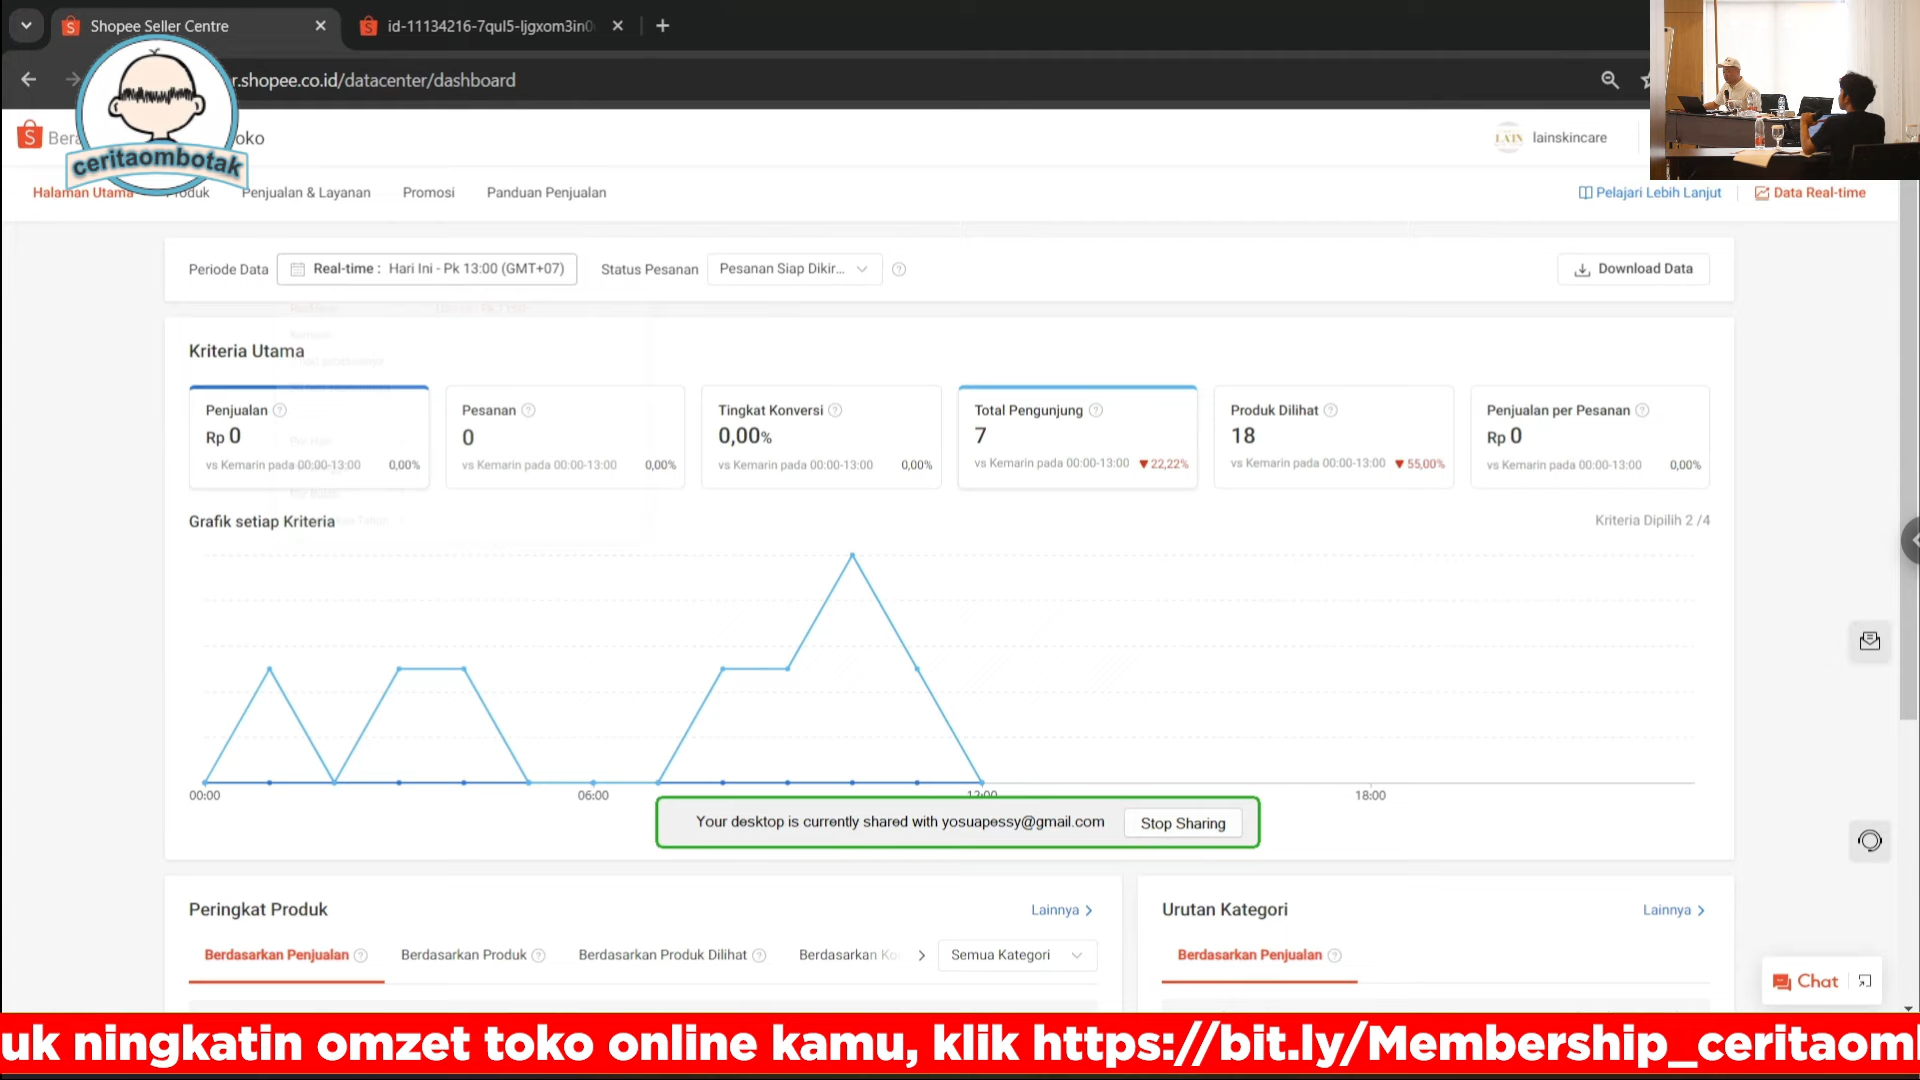 Shopee Seller Centre
id-11134216-7qul5-ljgxom3in0
r.shopee.co.id/datacenter/dashboard
Bera
oko
LAIN
lainskincare
ceritaombotak
Halaman Utama
Produk
Penjualan & Layanan
Promosi
Panduan Penjualan
Pelajari Lebih Lanjut
Data Real-time
Periode Data
Real-time : Hari Ini - Pk 13:00 (GMT+07)
Status Pesanan
Pesanan Siap Dikir...
Download Data
Kriteria Utama
Penjualan
Rp 0
vs Kemarin pada 00:00-13:00 0,00%
Pesanan
0
vs Kemarin pada 00:00-13:00 0,00%
Tingkat Konversi
0,00%
vs Kemarin pada 00:00-13:00 0,00%
Total Pengunjung
7
vs Kemarin pada 00:00-13:00 ▼22,22%
Produk Dilihat
18
vs Kemarin pada 00:00-13:00 ▼55,00%
Penjualan per Pesanan
Rp 0
vs Kemarin pada 00:00-13:00 0,00%
Grafik setiap Kriteria
Kriteria Dipilih 2 /4
00:00 06:00 12:00 18:00
Your desktop is currently shared with yosuapessy@gmail.com
Stop Sharing
Peringkat Produk
Lainnya >
Berdasarkan Penjualan
Berdasarkan Produk
Berdasarkan Produk Dilihat
Berdasarkan Ko
Semua Kategori
Urutan Kategori
Lainnya >
Berdasarkan Penjualan
Chat
uk ningkatin omzet toko online kamu, klik https://bit.ly/Membership_ceritaomb